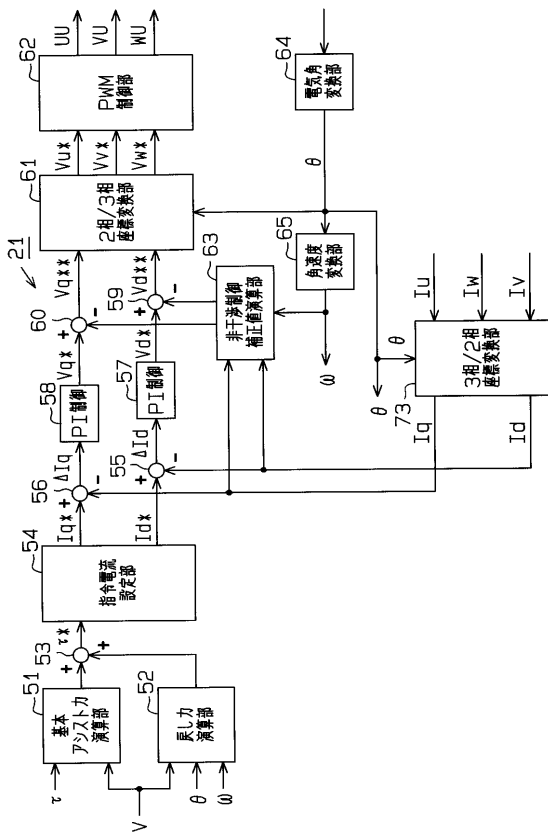 21
τ
V
θ
ω
51
基本
アシスト力
演算部
52
戻し力
演算部
+
+
53
τ*
54
指令電流
設定部
Iq*
Id*
56
+
-
ΔIq
55
+
-
ΔId
58
PI制御
57
PI制御
Vq*
Vd*
60
+
-
59
+
-
Vq**
Vd**
63
非干渉制御
補正値演算部
61
2相/3相
座標変換部
Vu*
Vv*
Vw*
62
PWM
制御部
UU
VU
WU
64
電気角
変換部
θ
65
角速度
変換部
ω
θ
θ
73
3相/2相
座標変換部
Iq
Id
Iu
Iw
Iv